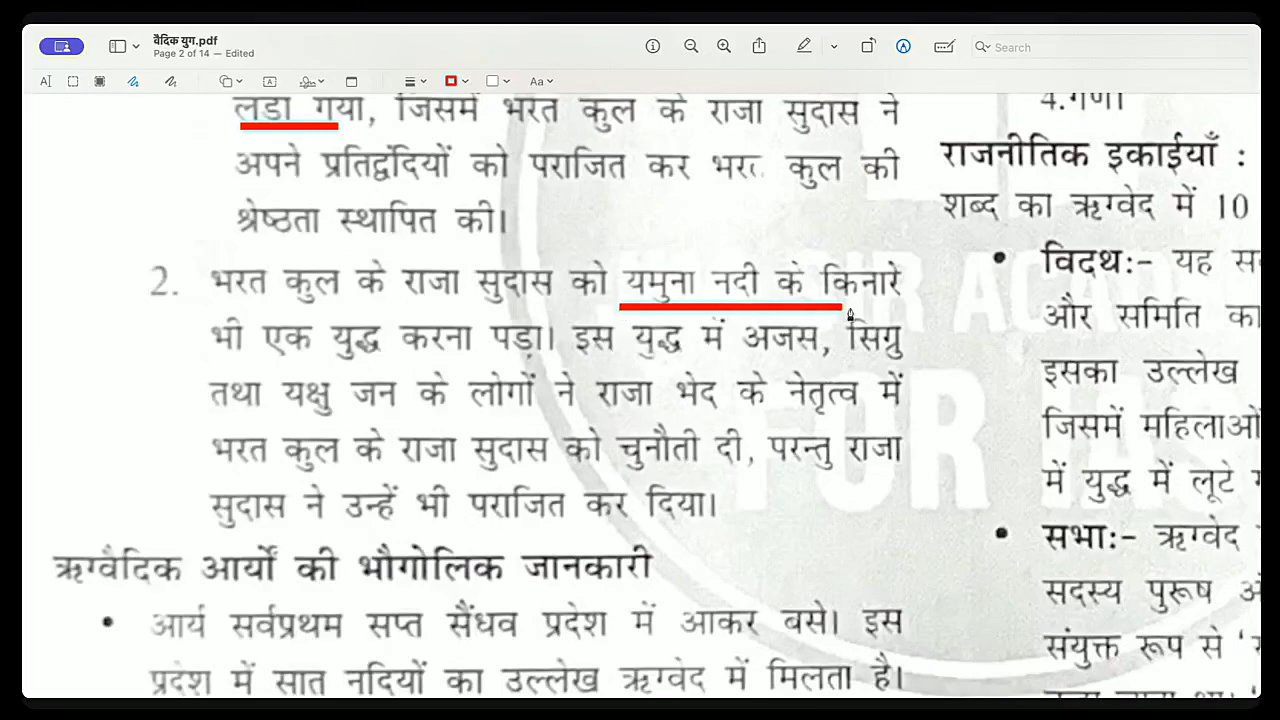 वैदिक युग.pdf
Page 2 of 14 — Edited
Search
Aa
लडा गया, जिसमें भरत कुल के राजा सुदास ने
अपने प्रतिद्वंदियों को पराजित कर भरत कुल की
श्रेष्ठता स्थापित की।
2. भरत कुल के राजा सुदास को यमुना नदी के किनारे
भी एक युद्ध करना पड़ा। इस युद्ध में अजस, सिग्रु
तथा यक्षु जन के लोगों ने राजा भेद के नेतृत्व में
भरत कुल के राजा सुदास को चुनौती दी, परन्तु राजा
सुदास ने उन्हें भी पराजित कर दिया।
ऋग्वैदिक आर्यों की भौगोलिक जानकारी
• आर्य सर्वप्रथम सप्त सैंधव प्रदेश में आकर बसे। इस
प्रदेश में सात नदियों का उल्लेख ऋग्वेद में मिलता है।
4.गण।
राजनीतिक इकाईयाँ :
शब्द का ऋग्वेद में 10
• विदथ:- यह
और समिति का
इसका उल्लेख
जिसमें महिलाओं
में युद्ध में लूटे
• सभा:- ऋग्वेद
सदस्य पुरूष
संयुक्त रूप से
FOR IAS